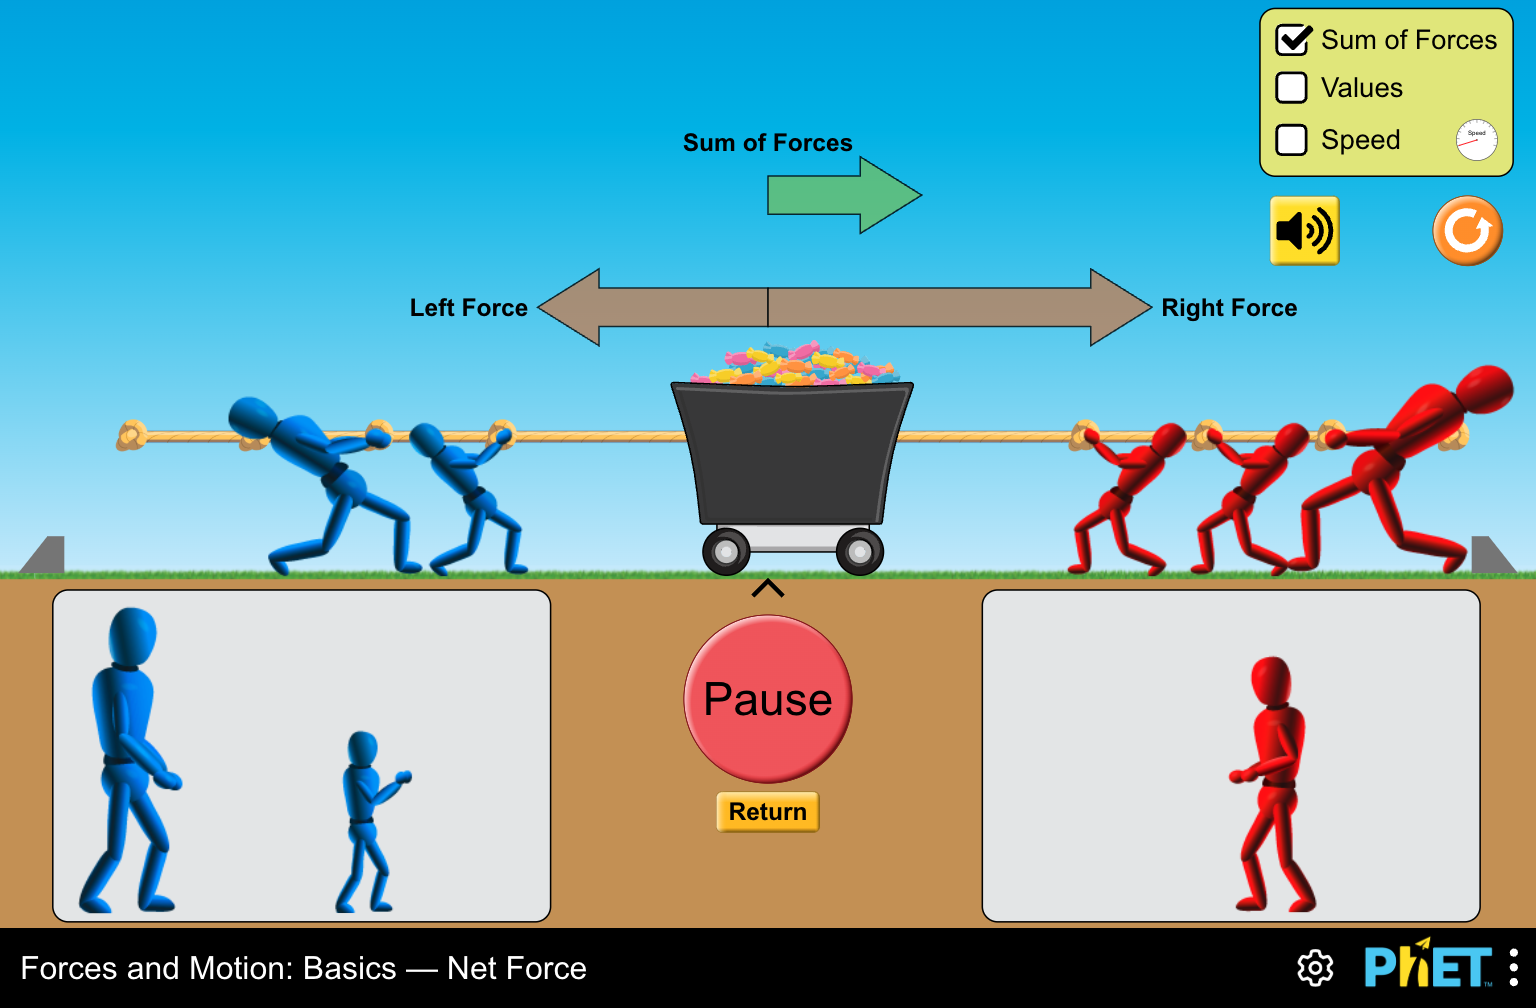 Sum of Forces
Values
Speed
Speed
Sum of Forces
Left Force
Right Force
Pause
Return
Forces and Motion: Basics — Net Force
PhET™